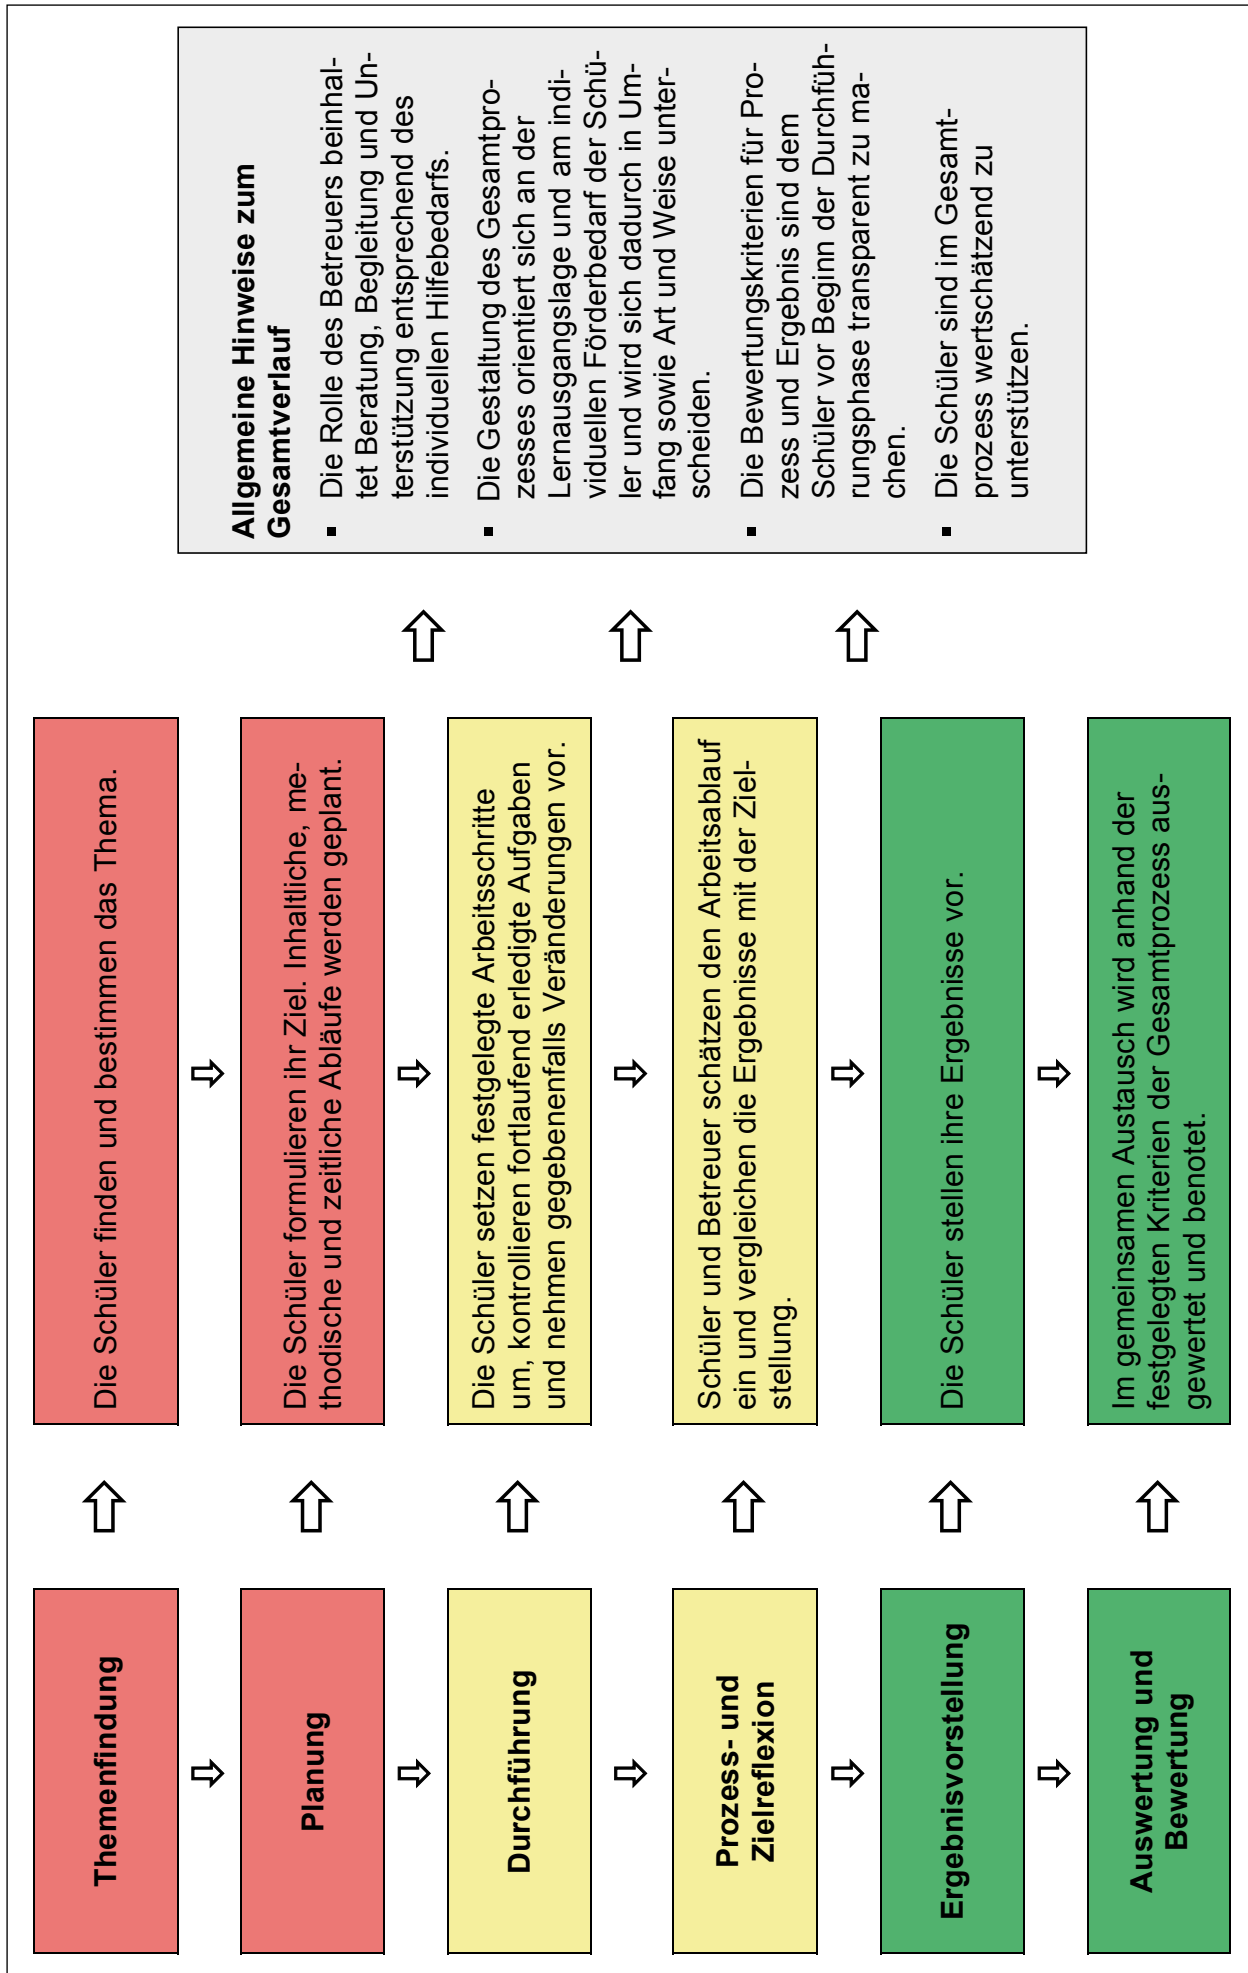 Themenfindung
Die Schüler finden und bestimmen das Thema.
Planung
Die Schüler formulieren ihr Ziel. Inhaltliche, me-
thodische und zeitliche Abläufe werden geplant.
Durchführung
Die Schüler setzen festgelegte Arbeitsschritte
um, kontrollieren fortlaufend erledigte Aufgaben
und nehmen gegebenenfalls Veränderungen vor.
Prozess- und
Zielreflexion
Schüler und Betreuer schätzen den Arbeitsablauf
ein und vergleichen die Ergebnisse mit der Ziel-
stellung.
Ergebnisvorstellung
Die Schüler stellen ihre Ergebnisse vor.
Auswertung und
Bewertung
Im gemeinsamen Austausch wird anhand der
festgelegten Kriterien der Gesamtprozess aus-
gewertet und benotet.
Allgemeine Hinweise zum
Gesamtverlauf
▪ Die Rolle des Betreuers beinhal-
tet Beratung, Begleitung und Un-
terstützung entsprechend des
individuellen Hilfebedarfs.
▪ Die Gestaltung des Gesamtpro-
zesses orientiert sich an der
Lernausgangslage und am indi-
viduellen Förderbedarf der Schü-
ler und wird sich dadurch in Um-
fang sowie Art und Weise unter-
scheiden.
▪ Die Bewertungskriterien für Pro-
zess und Ergebnis sind dem
Schüler vor Beginn der Durchfüh-
rungsphase transparent zu ma-
chen.
▪ Die Schüler sind im Gesamt-
prozess wertschätzend zu
unterstützen.